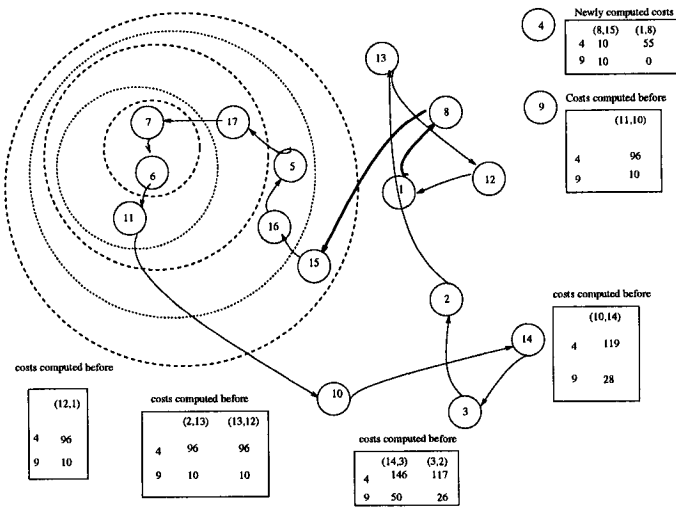 4
Newly computed costs
(8,15) (1,8)
4 10 55
9 10 0
13
9
Costs computed before
(11,10)
4 96
9 10
8
7
17
5
12
6
1
11
16
15
2
costs computed before
(10,14)
4 119
9 28
14
10
3
costs computed before
(12,1)
4 96
9 10
costs computed before
(2,13) (13,12)
4 96 96
9 10 10
costs computed before
(14,3) (3,2)
4 146 117
9 50 26